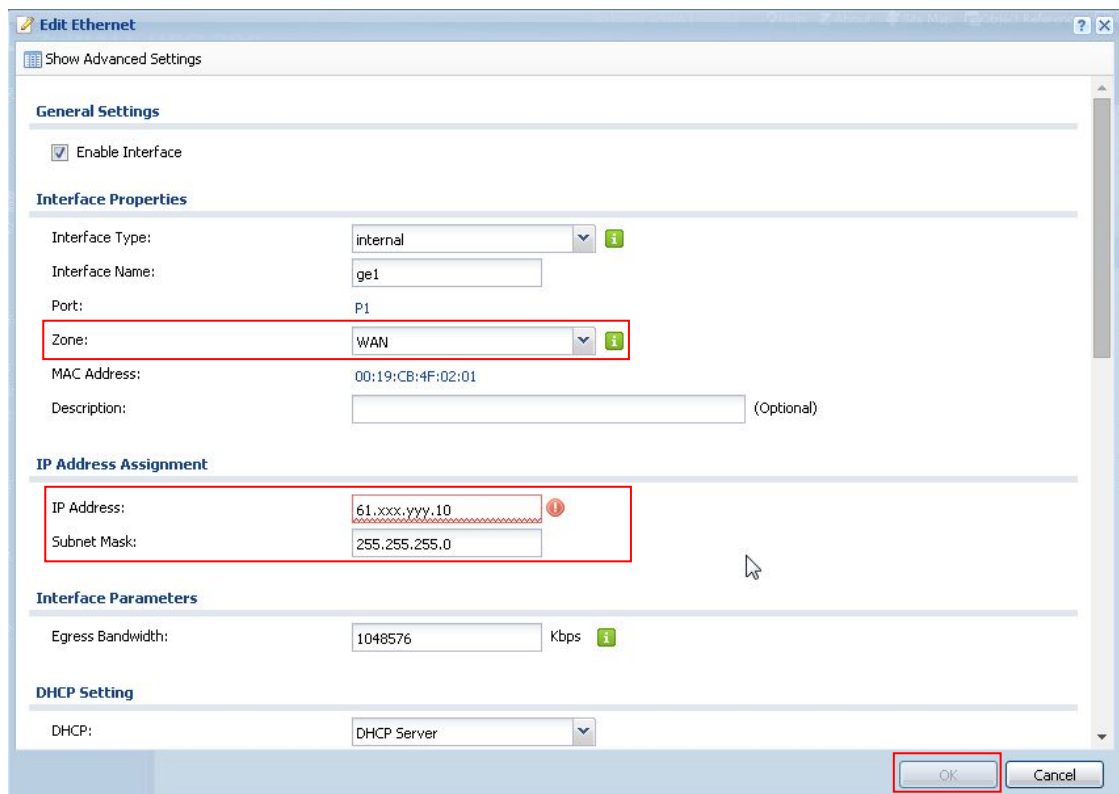 Edit Ethernet
Show Advanced Settings
General Settings
Enable Interface
Interface Properties
Interface Type: internal
Interface Name: ge1
Port: P1
Zone: WAN
MAC Address: 00:19:CB:4F:02:01
Description: (Optional)
IP Address Assignment
IP Address: 61.xxx.yyy.10
Subnet Mask: 255.255.255.0
Interface Parameters
Egress Bandwidth: 1048576 Kbps
DHCP Setting
DHCP: DHCP Server
OK Cancel